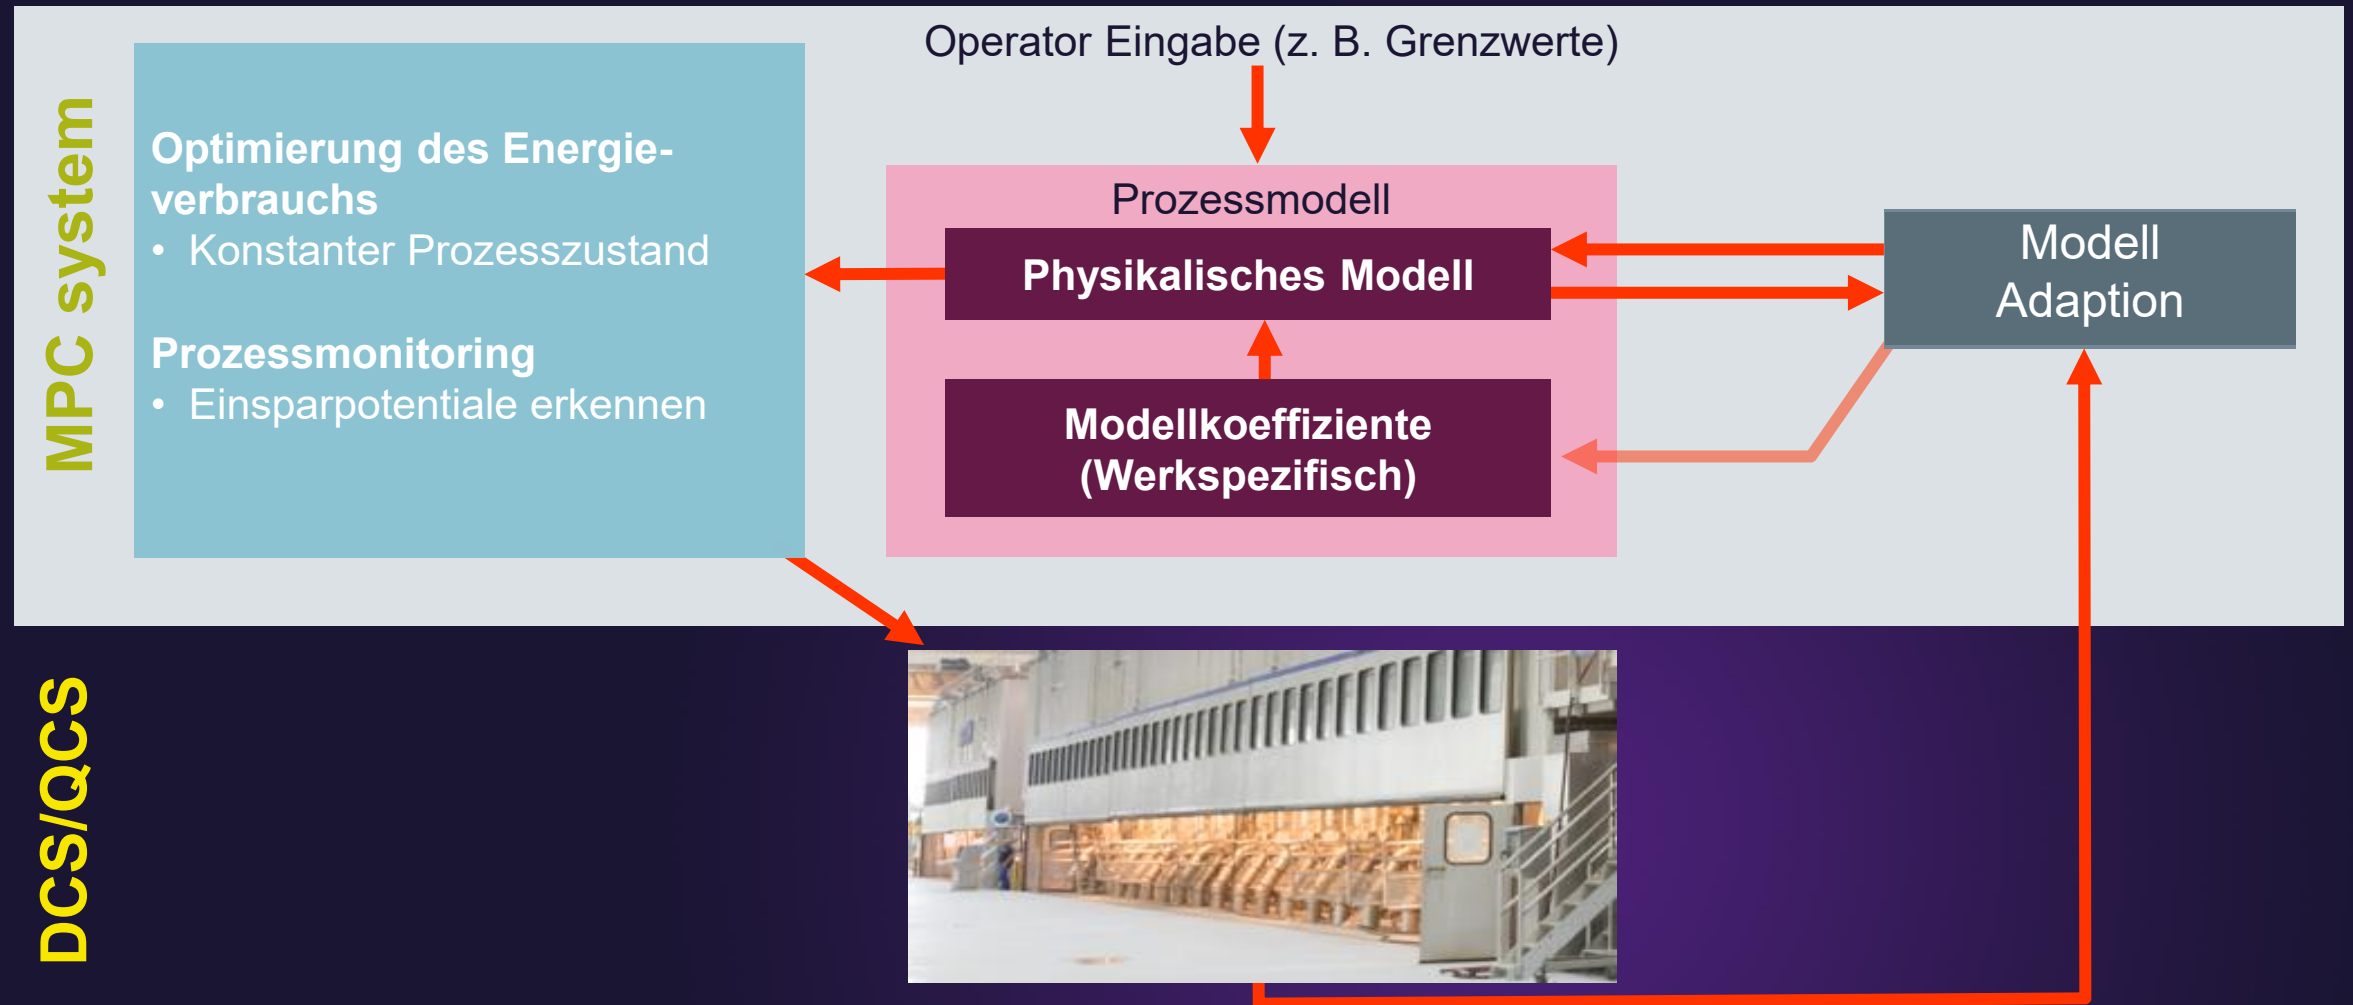 Operator Eingabe (z. B. Grenzwerte)
MPC system
Optimierung des Energie-
verbrauchs
• Konstanter Prozesszustand
Prozessmonitoring
• Einsparpotentiale erkennen
Prozessmodell
Physikalisches Modell
Modellkoeffiziente
(Werkspezifisch)
Modell
Adaption
DCS/QCS